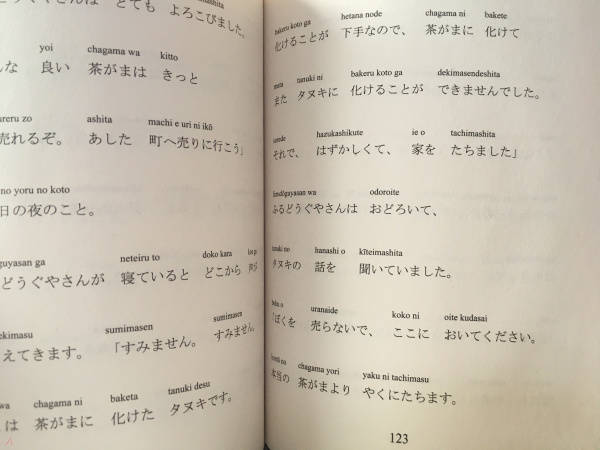 mashita
とても よろこびました。
yoi chagama wa kitto
な 良い 茶がまは きっと
ureru zo ashita machi e uri ni ikō
売れるぞ。 あした 町へ売りに行こう」
no yoru no koto
日の夜のこと。
guyasan ga neteiru to doko kara
どうぐやさんが 寝ていると どこから
ekimasu sumimasen sumimasen
えてきます。 「すみません。 すみません。
wa chagama ni baketa tanuki desu
は 茶がまに 化けた タヌキです。
bakeru koto ga hetana node chagama ni bakete
化けることが 下手なので、 茶がまに 化けて
mata tanuki ni bakeru koto ga dekimasendeshita
また タヌキに 化けることが できませんでした。
sorede hazukashikute ie o tachimashita
それで、 はずかしくて、 家を たちました」
furudōguyasan wa odoroite
ふるどうぐやさんは おどろいて、
tanuki no hanashi o kīteimashita
タヌキの 話を 聞いていました。
boku o uranaide koko ni oite kudasai
「ぼくを 売らないで、 ここに おいてください。
hontō no chagama yori yaku ni tachimasu
本当の 茶がまより やくにたちます。
123